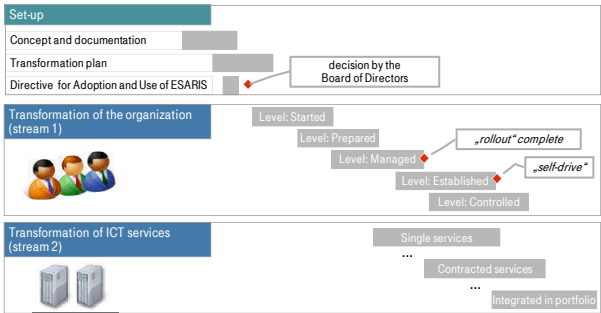 Set-up
Concept and documentation
Transformation plan
Directive for Adoption and Use of ESARIS
decision by the
Board of Directors
Transformation of the organization
(stream 1)
Level: Started
Level: Prepared
Level: Managed
„rollout“ complete
Level: Established
„self-drive“
Level: Controlled
Transformation of ICT services
(stream 2)
Single services
...
Contracted services
...
Integrated in portfolio